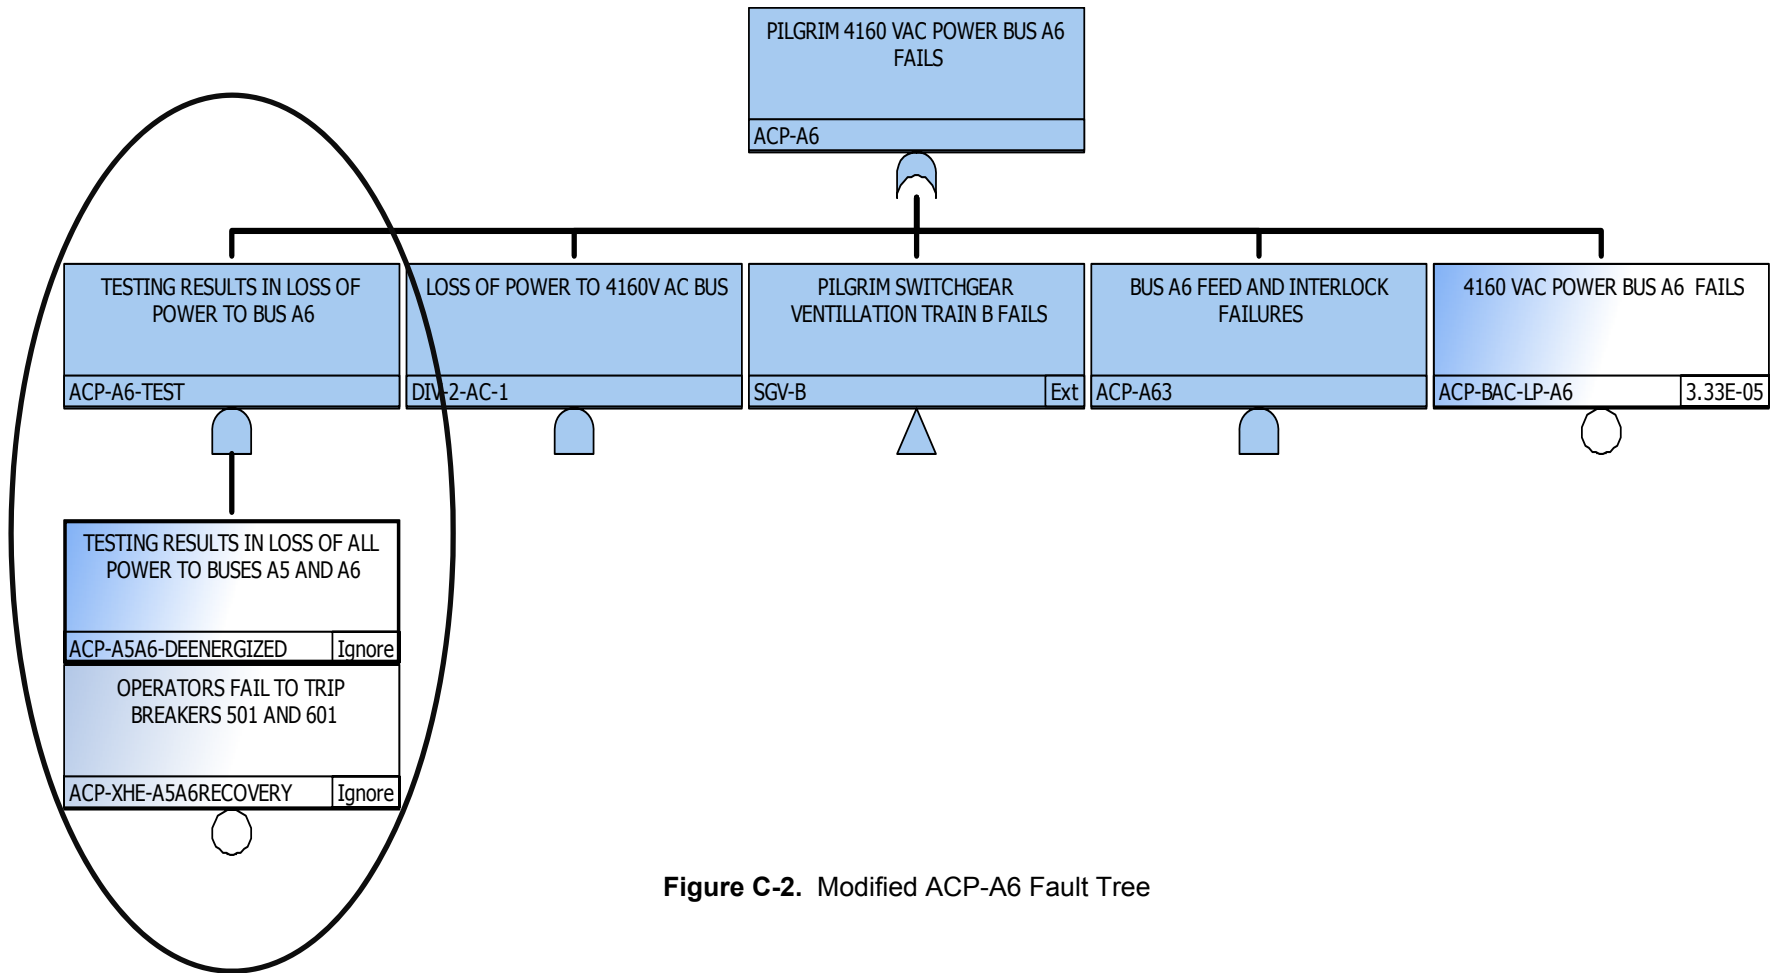 PILGRIM 4160 VAC POWER BUS A6
FAILS
ACP-A6
TESTING RESULTS IN LOSS OF
POWER TO BUS A6
ACP-A6-TEST
LOSS OF POWER TO 4160V AC BUS
DIV-2-AC-1
PILGRIM SWITCHGEAR
VENTILLATION TRAIN B FAILS
SGV-B
Ext
BUS A6 FEED AND INTERLOCK
FAILURES
ACP-A63
4160 VAC POWER BUS A6 FAILS
ACP-BAC-LP-A6
3.33E-05
TESTING RESULTS IN LOSS OF ALL
POWER TO BUSES A5 AND A6
ACP-A5A6-DEENERGIZED
Ignore
OPERATORS FAIL TO TRIP
BREAKERS 501 AND 601
ACP-XHE-A5A6RECOVERY
Ignore
Figure C-2. Modified ACP-A6 Fault Tree